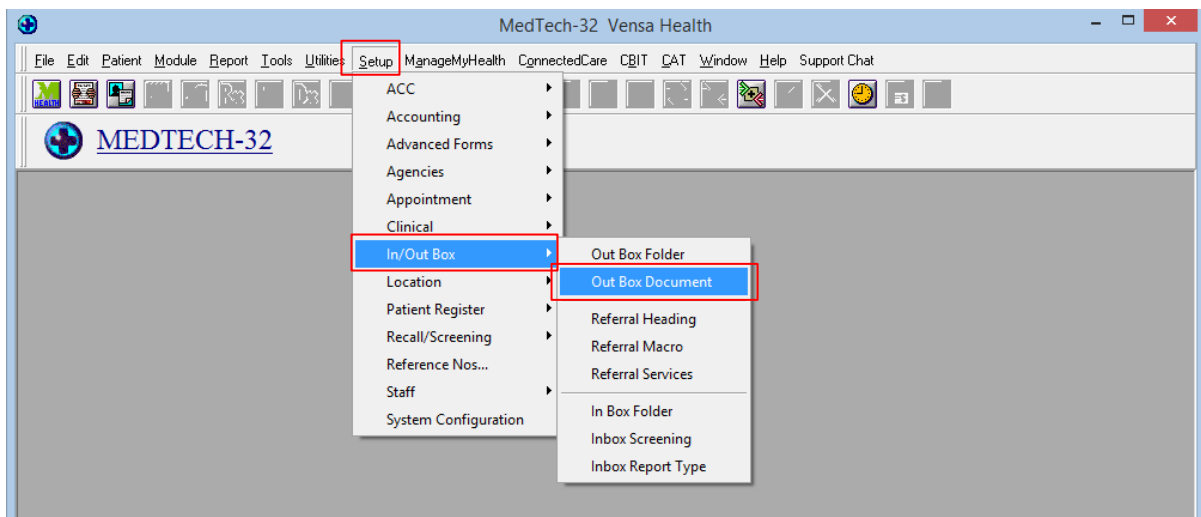 MedTech-32 Vensa Health
File Edit Patient Module Report Tools Utilities Setup ManageMyHealth ConnectedCare CBIT CAT Window Help Support Chat
HEALTH
MEDTECH-32
ACC
Accounting
Advanced Forms
Agencies
Appointment
Clinical
In/Out Box
Location
Patient Register
Recall/Screening
Reference Nos...
Staff
System Configuration
Out Box Folder
Out Box Document
Referral Heading
Referral Macro
Referral Services
In Box Folder
Inbox Screening
Inbox Report Type